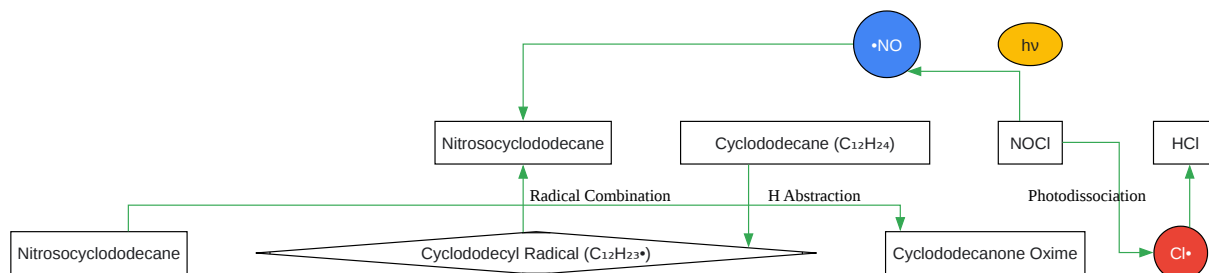 •NO
hν
Nitrosocyclododecane
Cyclododecane (C₁₂H₂₄)
NOCl
HCl
Radical Combination
H Abstraction
Photodissociation
Nitrosocyclododecane
Cyclododecyl Radical (C₁₂H₂₃•)
Cyclododecanone Oxime
Cl•